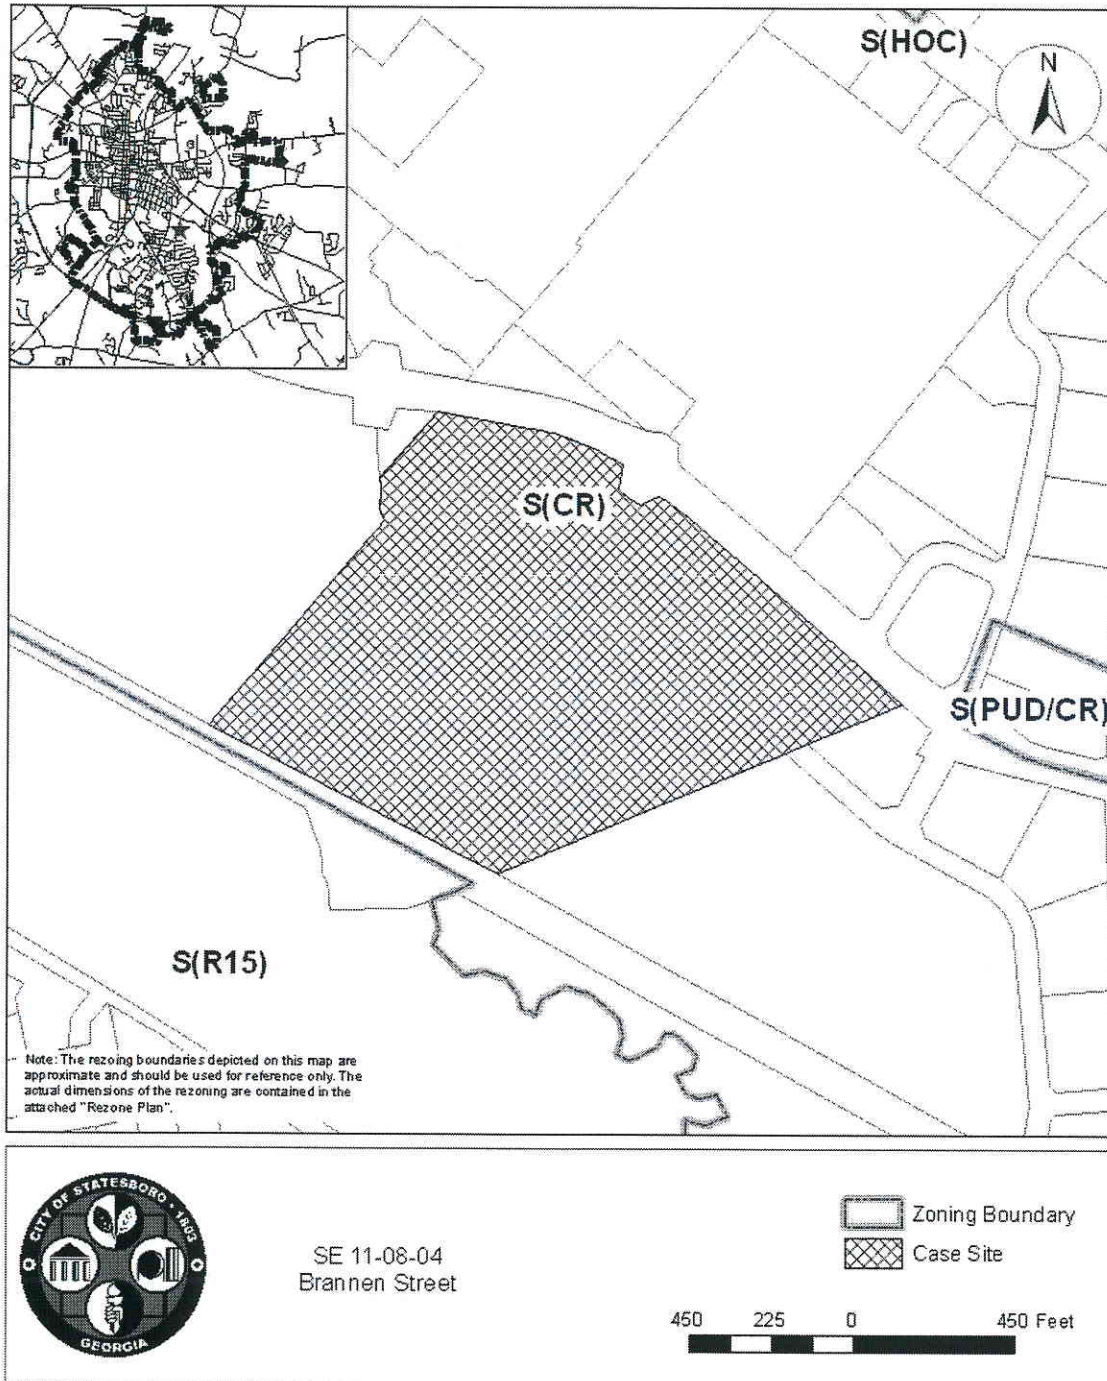 S(HOC)
N
S(CR)
S(PUD/CR)
S(R15)
Note: The rezoing boundaries depicted on this map are
approximate and should be used for reference only. The
actual dimensions of the rezoning are contained in the
attached "Rezone Plan".
CITY OF STATESBORO • 1803
GEORGIA
SE 11-08-04
Brannen Street
Zoning Boundary
Case Site
450 225 0 450 Feet